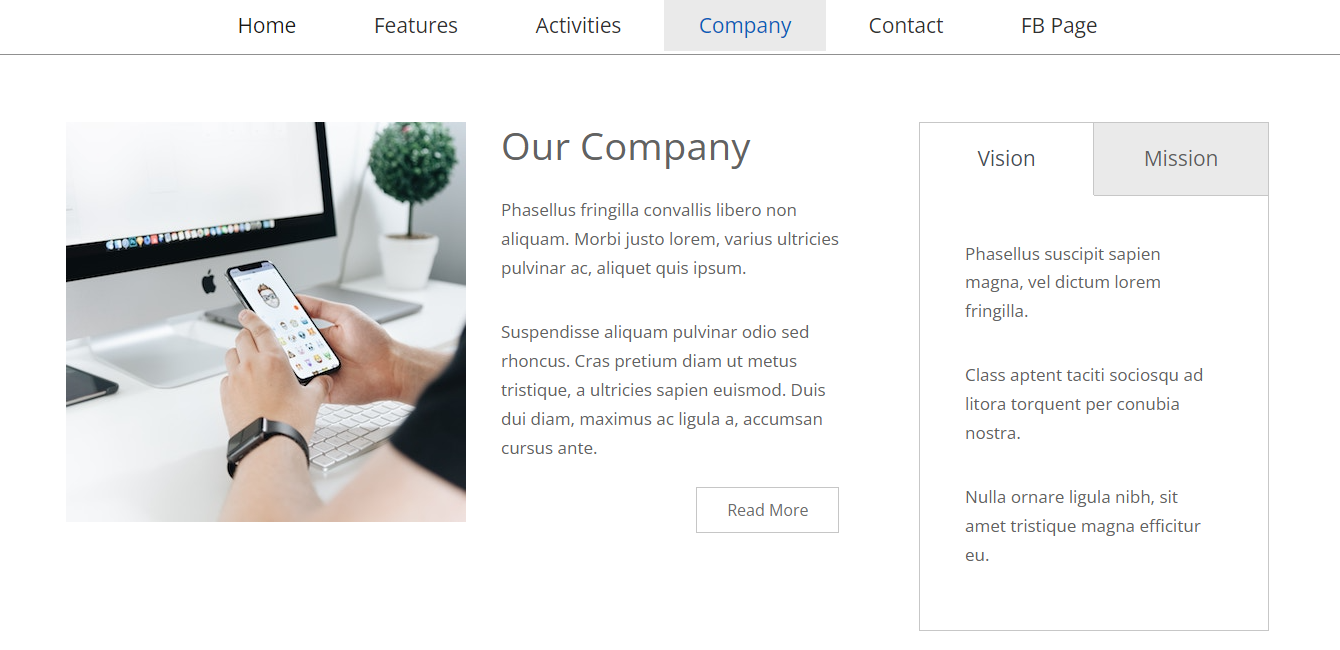 Home Features Activities Company Contact FB Page
Our Company
Phasellus fringilla convallis libero non
aliquam. Morbi justo lorem, varius ultricies
pulvinar ac, aliquet quis ipsum.
Suspendisse aliquam pulvinar odio sed
rhoncus. Cras pretium diam ut metus
tristique, a ultricies sapien euismod. Duis
dui diam, maximus ac ligula a, accumsan
cursus ante.
Read More
Vision Mission
Phasellus suscipit sapien
magna, vel dictum lorem
fringilla.
Class aptent taciti sociosqu ad
litora torquent per conubia
nostra.
Nulla ornare ligula nibh, sit
amet tristique magna efficitur
eu.